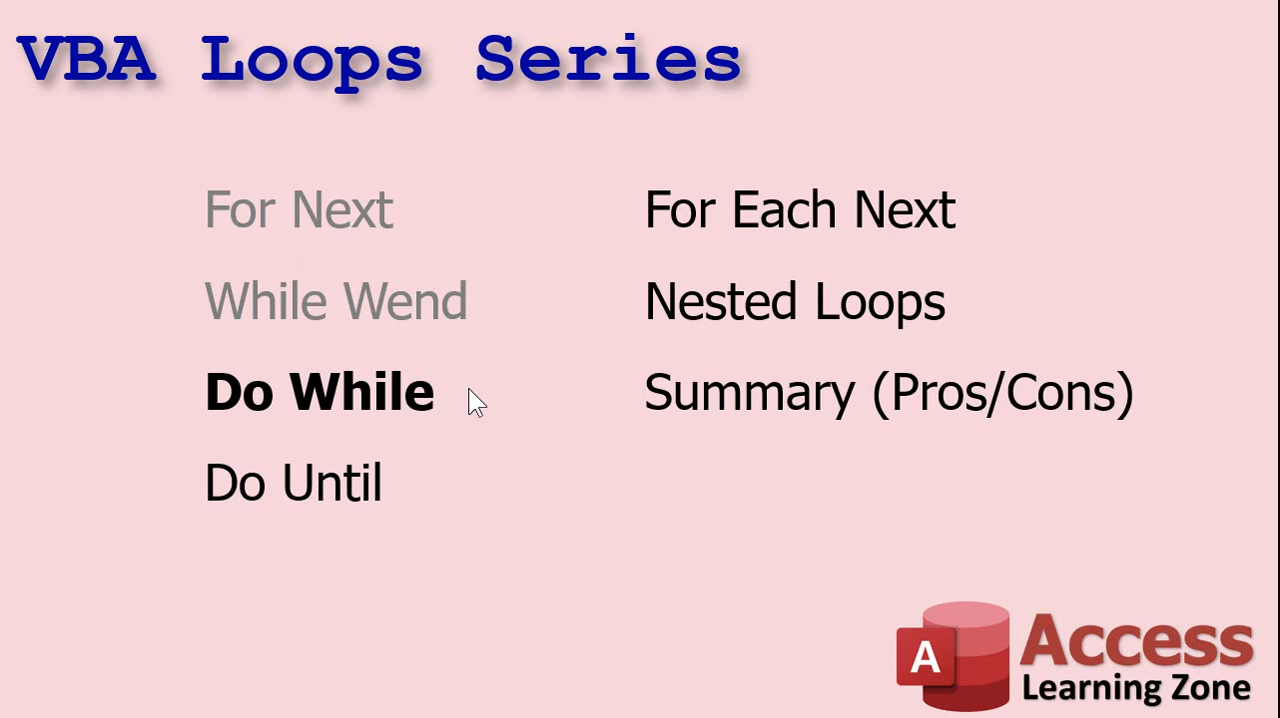 VBA Loops Series
For Next
While Wend
Do While
Do Until
For Each Next
Nested Loops
Summary (Pros/Cons)
A
Access
Learning Zone